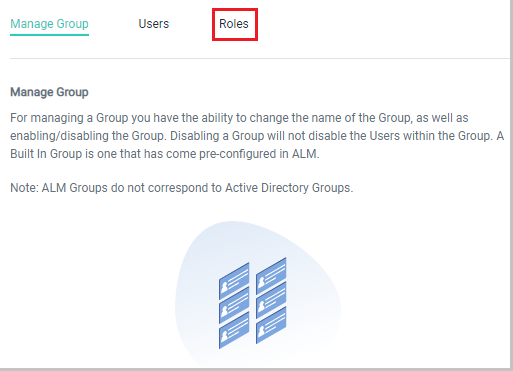 Manage Group Users Roles
Manage Group
For managing a Group you have the ability to change the name of the Group, as well as
enabling/disabling the Group. Disabling a Group will not disable the Users within the Group. A
Built In Group is one that has come pre-configured in ALM.
Note: ALM Groups do not correspond to Active Directory Groups.